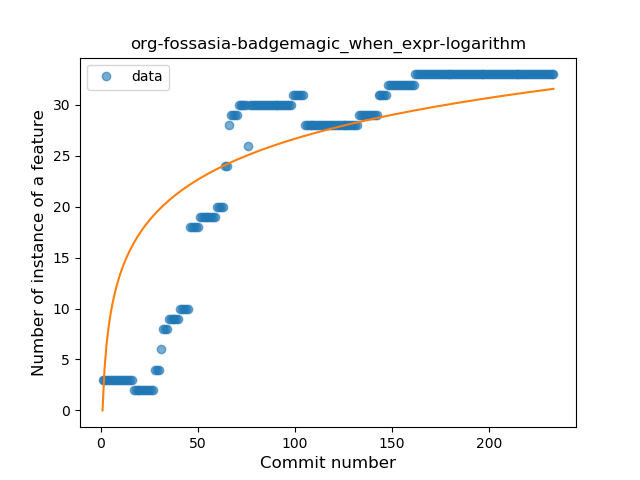 org-fossasia-badgemagic_when_expr-logarithm
data
Number of instance of a feature
30
25
20
15
10
5
0
0 50 100 150 200
Commit number